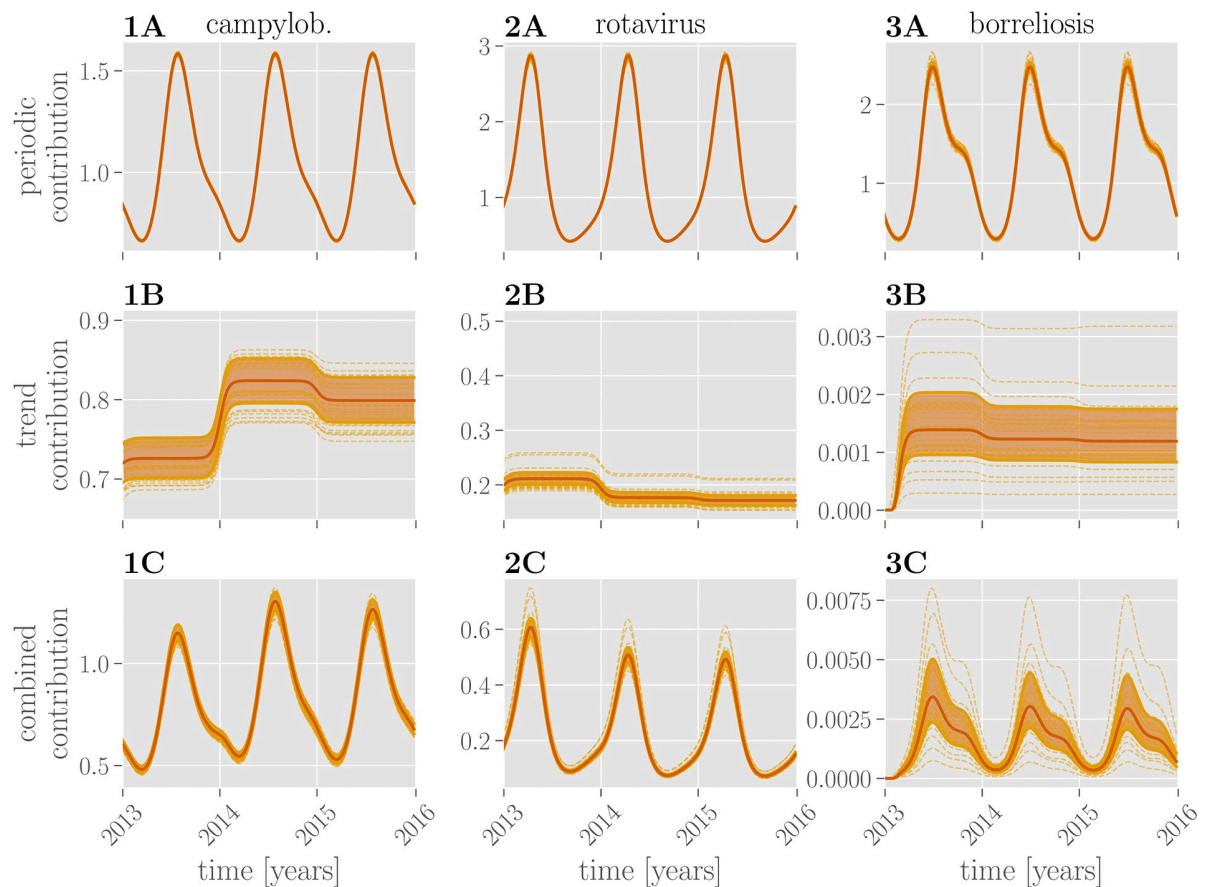 1A campylob.
2A rotavirus
3A borreliosis
periodic
contribution
1.5
1.0
3
2
1
2
1
1B
2B
3B
trend
contribution
0.9
0.8
0.7
0.5
0.4
0.3
0.2
0.003
0.002
0.001
0.000
1C
2C
3C
combined
contribution
1.0
0.5
0.6
0.4
0.2
0.0075
0.0050
0.0025
0.0000
2013 2014 2015 2016
2013 2014 2015 2016
2013 2014 2015 2016
time [years]
time [years]
time [years]